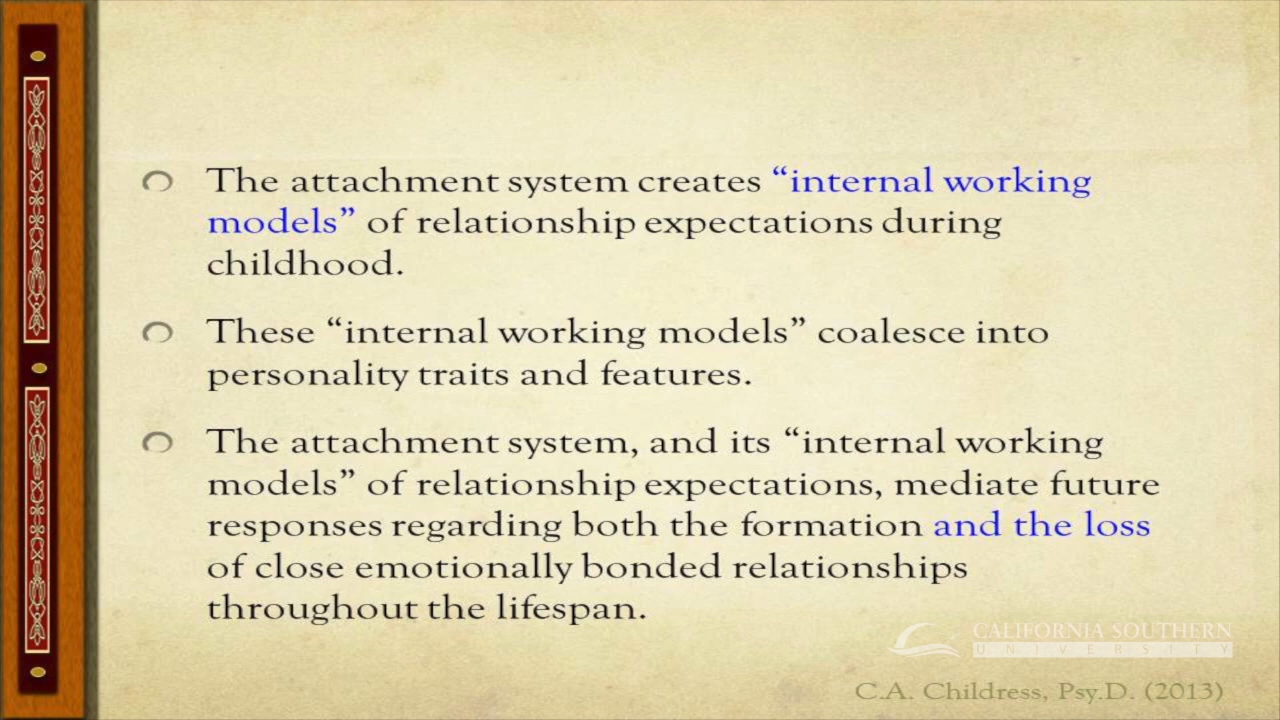 The attachment system creates “internal working
models” of relationship expectations during
childhood.
These “internal working models” coalesce into
personality traits and features.
The attachment system, and its “internal working
models” of relationship expectations, mediate future
responses regarding both the formation and the loss
of close emotionally bonded relationships
throughout the lifespan.
CALIFORNIA SOUTHERN
UNIVERSITY
C.A. Childress, Psy.D. (2013)